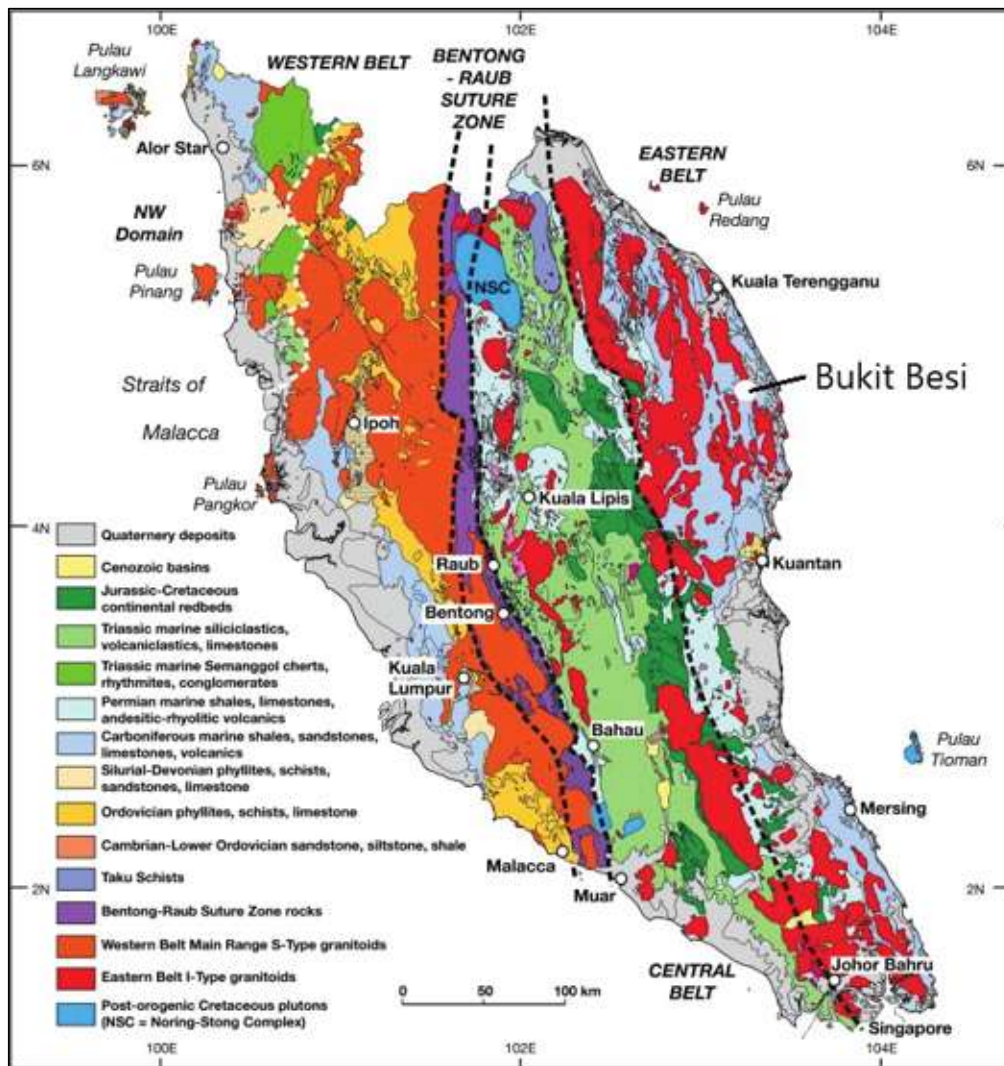 100E
102E
104E
Pulau
Langkawi
WESTERN BELT
BENTONG
- RAUB
SUTURE
ZONE
Alor Star
6N
EASTERN
BELT
6N
Pulau
Redang
NW
Domain
Pulau
Pinang
NSC
Kuala Terengganu
Straits of
Malacca
Bukit Besi
Ipoh
Pulau
Pangkor
Kuala Lipis
4N
Kuantan
Raub
Bentong
Kuala
Lumpur
Bahau
Pulau
Tioman
Mersing
Malacca
Muar
2N
2N
CENTRAL
BELT
Johor Bahru
Singapore
Quaternery deposits
Cenozoic basins
Jurassic-Cretaceous
continental redbeds
Triassic marine siliciclastics,
volcaniclastics, limestones
Triassic marine Semanggol cherts,
rhythmites, conglomerates
Permian marine shales, limestones,
andesitic-rhyolitic volcanics
Carboniferous marine shales, sandstones,
limestones, volcanics
Silurial-Devonian phyllites, schists,
sandstones, limestone
Ordovician phyllites, schists, limestone
Cambrian-Lower Ordovician sandstone, siltstone, shale
Taku Schists
Bentong-Raub Suture Zone rocks
Western Belt Main Range S-Type granitoids
Eastern Belt I-Type granitoids
Post-orogenic Cretaceous plutons
(NSC = Noring-Stong Complex)
0 50 100 km
100E
102E
104E